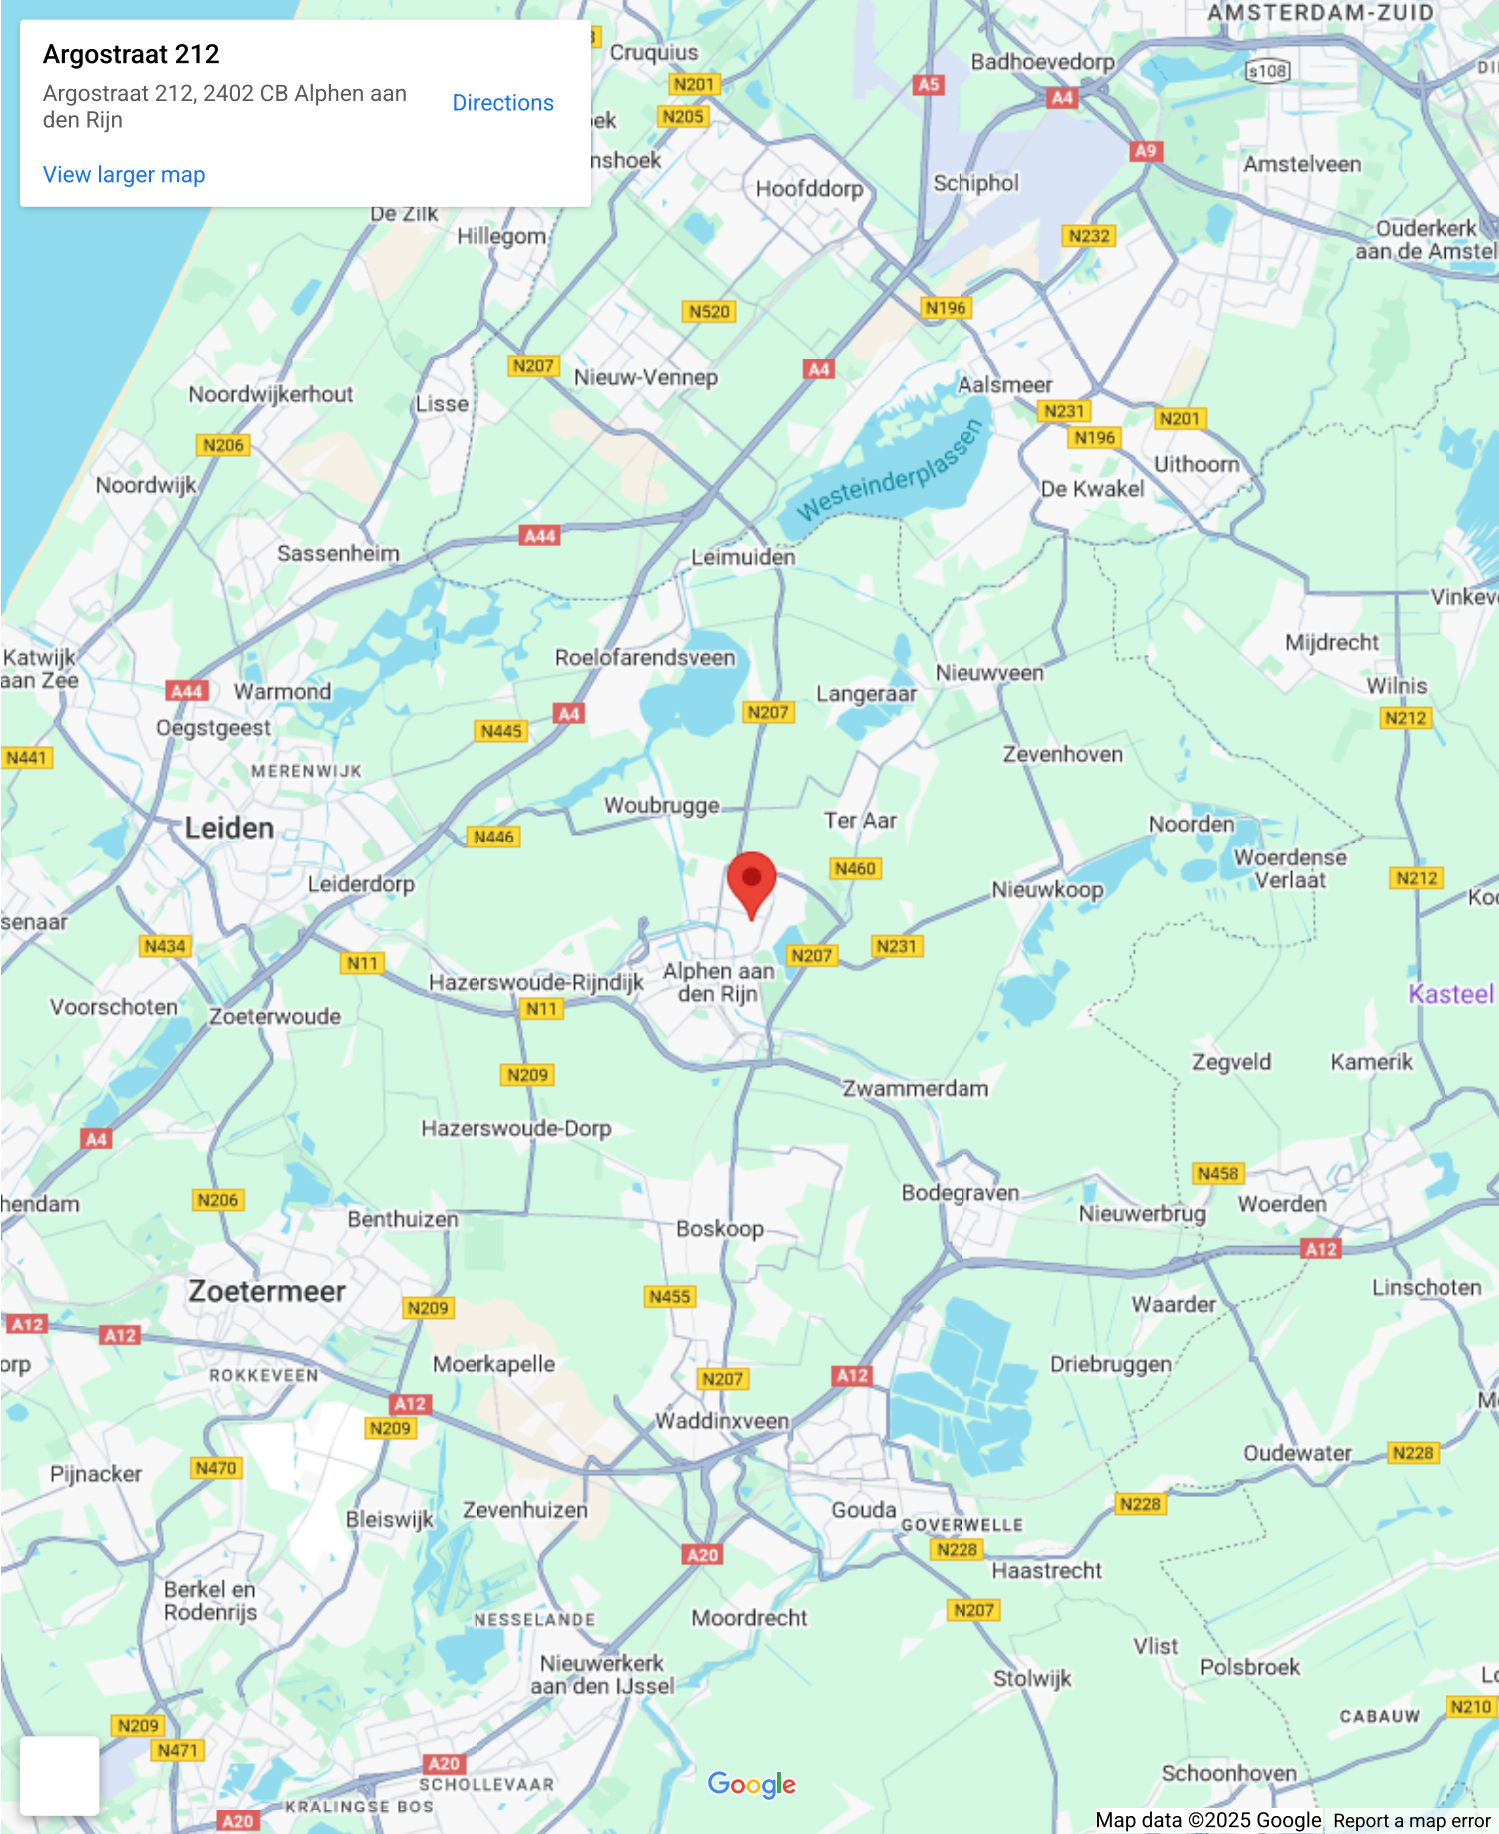 Argostraat 212
Argostraat 212, 2402 CB Alphen aan
den Rijn
Directions
View larger map
AMSTERDAM-ZUID
Cruquius
Badhoevedorp
s108
N201
A5
A4
N205
A9
nshoek
Amstelveen
Schiphol
Hoofddorp
De Zilk
Hillegom
N232
Ouderkerk
aan de Amstel
N520
N196
N207
Nieuw-Vennep
A4
Aalsmeer
Noordwijkerhout
Lisse
N231
N201
N196
N206
Westeinderplassen
Uithoorn
Noordwijk
De Kwakel
A44
Sassenheim
Leimuiden
Vinkev
Mijdrecht
Katwijk
aan Zee
Roelofarendsveen
Nieuwveen
A44
Warmond
Langeraar
Wilnis
A4
N207
N212
Oegstgeest
N445
N441
MERENWIJK
Zevenhoven
Woubrugge
Ter Aar
Leiden
N446
Noorden
Woerdense
Verlaat
N460
Leiderdorp
Nieuwkoop
N212
Koc
senaar
N434
N11
N207
N231
Alphen aan
den Rijn
Hazerswoude-Rijndijk
Kasteel
Voorschoten
Zoeterwoude
N11
Zegveld
Kamerik
N209
Zwammerdam
Hazerswoude-Dorp
A4
N458
hendam
N206
Bodegraven
Woerden
Benthuizen
Nieuwerbrug
Boskoop
A12
Zoetermeer
N455
Linschoten
N209
Waarder
A12
A12
orp
Moerkapelle
Driebruggen
ROKKEVEEN
N207
A12
A12
Waddinxveen
N209
Oudewater
N228
Pijnacker
N470
N228
Bleiswijk
Zevenhuizen
Gouda
GOVERWELLE
N228
A20
Haastrecht
Berkel en
Rodenrijs
NESSELANDE
Moordrecht
N207
Vlist
Nieuwerkerk
aan den IJssel
Stolwijk
Polsbroek
N210
CABAUW
N209
N471
A20
SCHOLLEVAAR
Google
Schoonhoven
KRALINGSE BOS
A20
Map data ©2025 Google
Report a map error